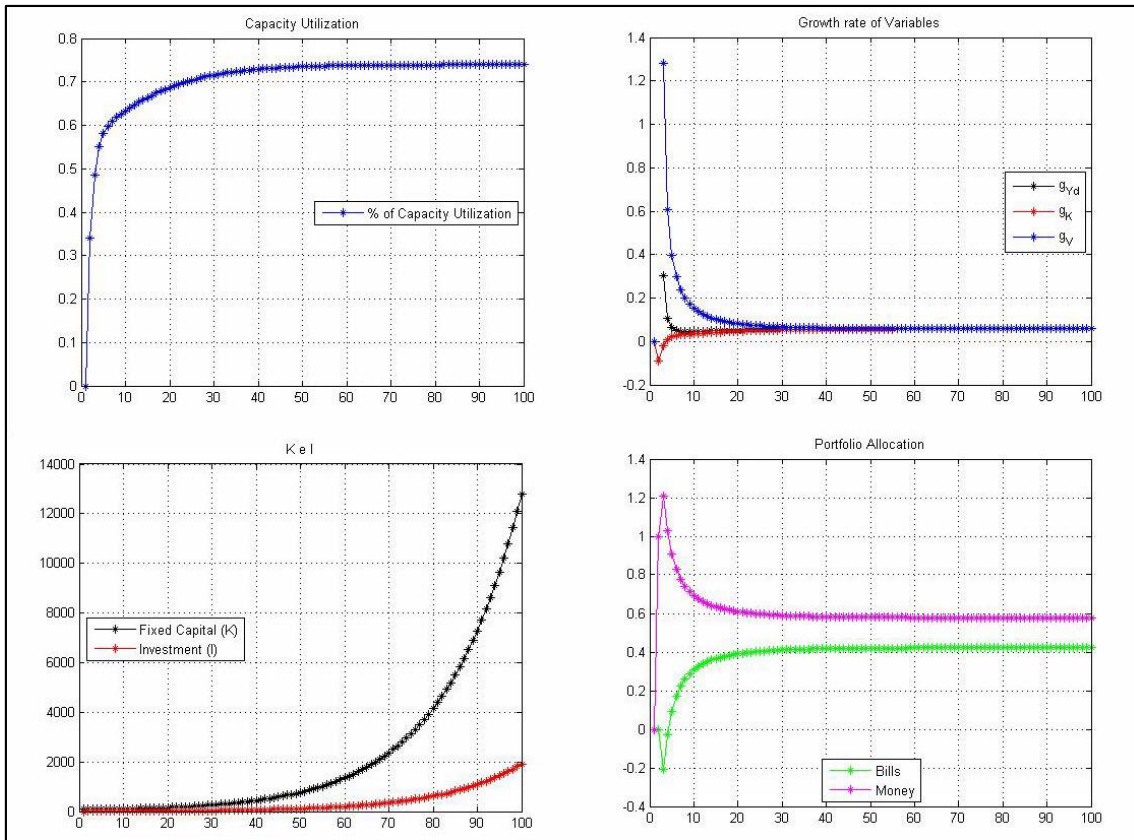 Capacity Utilization
0.8
0.7
0.6
0.5
0.4
0.3
0.2
0.1
0
0 10 20 30 40 50 60 70 80 90 100
% of Capacity Utilization
Growth rate of Variables
1.4
1.2
1
0.8
0.6
0.4
0.2
0
-0.2
0 10 20 30 40 50 60 70 80 90 100
gYd
gK
gV
K e I
14000
12000
10000
8000
6000
4000
2000
0
0 10 20 30 40 50 60 70 80 90 100
Fixed Capital (K)
Investment (I)
Portfolio Allocation
1.4
1.2
1
0.8
0.6
0.4
0.2
0
-0.2
-0.4
0 10 20 30 40 50 60 70 80 90 100
Bills
Money